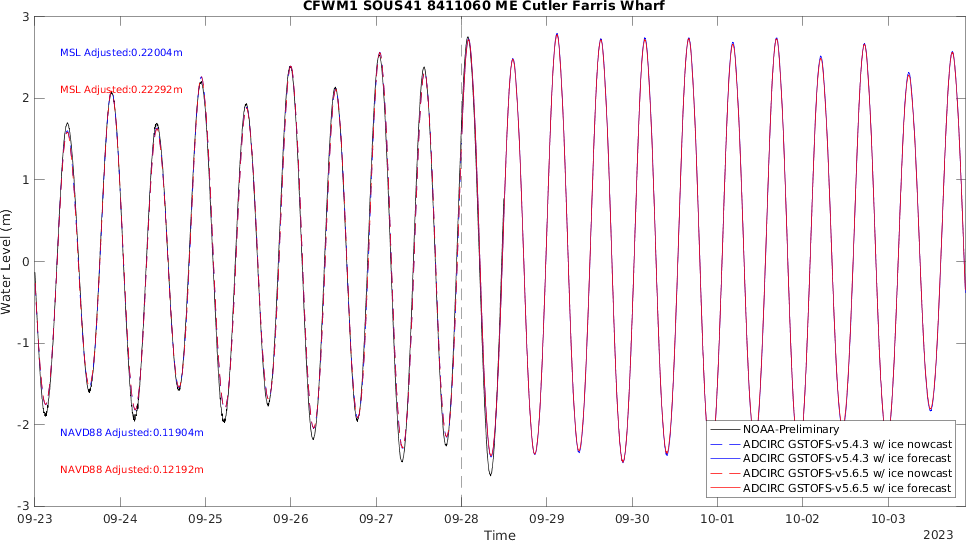 CFWM1 SOUS41 8411060 ME Cutler Farris Wharf
3
2
1
0
-1
-2
-3
Water Level (m)
MSL Adjusted:0.22004m
MSL Adjusted:0.22292m
NAVD88 Adjusted:0.11904m
NAVD88 Adjusted:0.12192m
NOAA-Preliminary
ADCIRC GSTOFS-v5.4.3 w/ ice nowcast
ADCIRC GSTOFS-v5.4.3 w/ ice forecast
ADCIRC GSTOFS-v5.6.5 w/ ice nowcast
ADCIRC GSTOFS-v5.6.5 w/ ice forecast
09-23 09-24 09-25 09-26 09-27 09-28 09-29 09-30 10-01 10-02 10-03
Time
2023